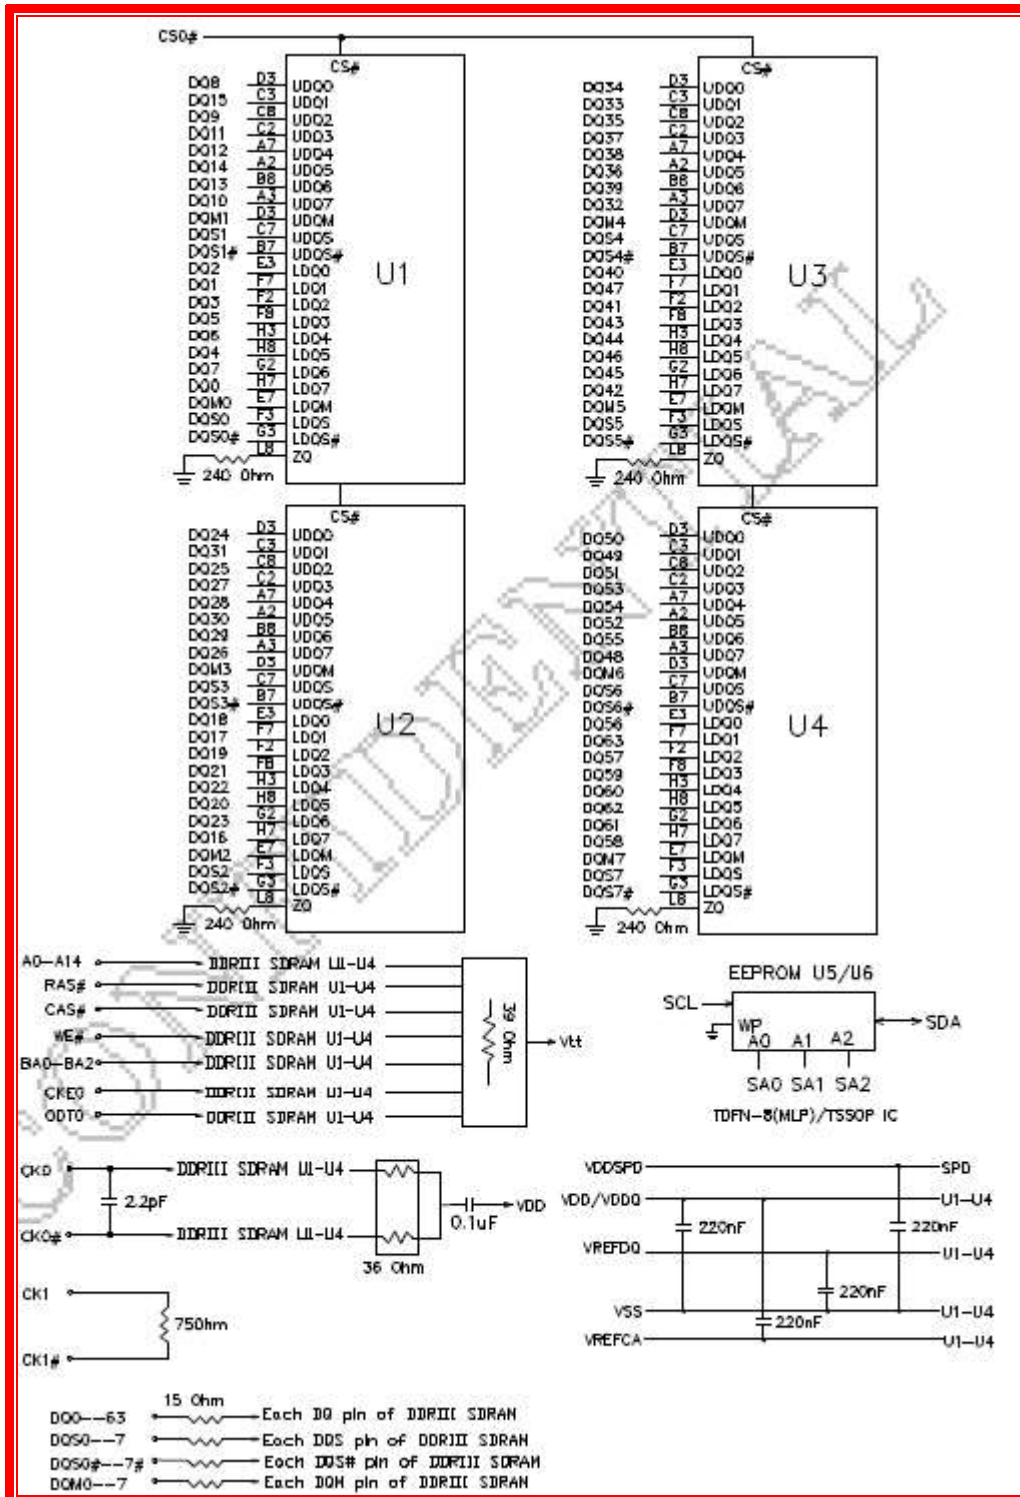 CS0#
CS#
DQ8 D3 UDQ0
DQ15 C3 UDQ1
DQ9 C8 UDQ2
DQ11 C2 UDQ3
DQ12 A7 UDQ4
DQ14 A2 UDQ5
DQ13 B8 UDQ6
DQ10 A3 UDQ7
DQM1 D3 UDQM
DQS1 C7 UDQS
DQS1# B7 UDQS#
DQ2 E3 LDQ0
DQ1 F7 LDQ1
DQ3 F2 LDQ2
DQ5 F8 LDQ3
DQ6 H3 LDQ4
DQ4 H8 LDQ5
DQ7 G2 LDQ6
DQ0 H7 LDQ7
DQM0 E7 LDQM
DQS0 F3 LDQS
DQS0# G3 LDQS#
L8 ZQ
240 Ohm
U1
CS#
DQ34 D3 UDQ0
DQ33 C3 UDQ1
DQ35 C8 UDQ2
DQ37 C2 UDQ3
DQ38 A7 UDQ4
DQ36 A2 UDQ5
DQ39 B8 UDQ6
DQ32 A3 UDQ7
DQM4 D3 UDQM
DQS4 C7 UDQS
DQS4# B7 UDQS#
DQ40 E3 LDQ0
DQ47 F7 LDQ1
DQ41 F2 LDQ2
DQ43 F8 LDQ3
DQ44 H3 LDQ4
DQ46 H8 LDQ5
DQ45 G2 LDQ6
DQ42 H7 LDQ7
DQM5 E7 LDQM
DQS5 F3 LDQS
DQS5# G3 LDQS#
L8 ZQ
240 Ohm
U3
CS#
DQ24 D3 UDQ0
DQ31 C3 UDQ1
DQ25 C8 UDQ2
DQ27 C2 UDQ3
DQ28 A7 UDQ4
DQ30 A2 UDQ5
DQ29 B8 UDQ6
DQ26 A3 UDQ7
DQM3 D3 UDQM
DQS3 C7 UDQS
DQS3# B7 UDQS#
DQ18 E3 LDQ0
DQ17 F7 LDQ1
DQ19 F2 LDQ2
DQ21 F8 LDQ3
DQ22 H3 LDQ4
DQ20 H8 LDQ5
DQ23 G2 LDQ6
DQ16 H7 LDQ7
DQM2 E7 LDQM
DQS2 F3 LDQS
DQS2# G3 LDQS#
L8 ZQ
240 Ohm
U2
CS#
DQ50 D3 UDQ0
DQ49 C3 UDQ1
DQ51 C8 UDQ2
DQ53 C2 UDQ3
DQ54 A7 UDQ4
DQ52 A2 UDQ5
DQ55 B8 UDQ6
DQ48 A3 UDQ7
DQM6 D3 UDQM
DQS6 C7 UDQS
DQS6# B7 UDQS#
DQ56 E3 LDQ0
DQ63 F7 LDQ1
DQ57 F2 LDQ2
DQ59 F8 LDQ3
DQ60 H3 LDQ4
DQ62 H8 LDQ5
DQ61 G2 LDQ6
DQ58 H7 LDQ7
DQM7 E7 LDQM
DQS7 F3 LDQS
DQS7# G3 LDQS#
L8 ZQ
240 Ohm
U4
CONFIDENTIAL
A0-A14 DDRIII SDRAM U1-U4
RAS# DDRIII SDRAM U1-U4
CAS# DDRIII SDRAM U1-U4
WE# DDRIII SDRAM U1-U4
BA0-BA2 DDRIII SDRAM U1-U4
CKE0 DDRIII SDRAM U1-U4
ODT0 DDRIII SDRAM U1-U4
39 Ohm
Vtt
EEPROM U5/U6
SCL
WP
SDA
A0 A1 A2
SA0 SA1 SA2
TDFN-8(MLP)/TSSOP IC
CK0 DDRIII SDRAM U1-U4
2.2pF
CK0# DDRIII SDRAM U1-U4
36 Ohm
0.1uF
VDD
VDDSPD SPD
VDD/VDDQ U1-U4
220nF
220nF
VREFDQ U1-U4
220nF
VSS U1-U4
220nF
VREFCA U1-U4
CK1
75Ohm
CK1#
15 Ohm
DQ0--63 Each DQ pin of DDRIII SDRAN
DQS0--7 Each DQS pin of DDRIII SDRAN
DQS0#--7# Each DQS# pin of DDRIII SDRAM
DQM0--7 Each DQM pin of DDRIII SDRAN